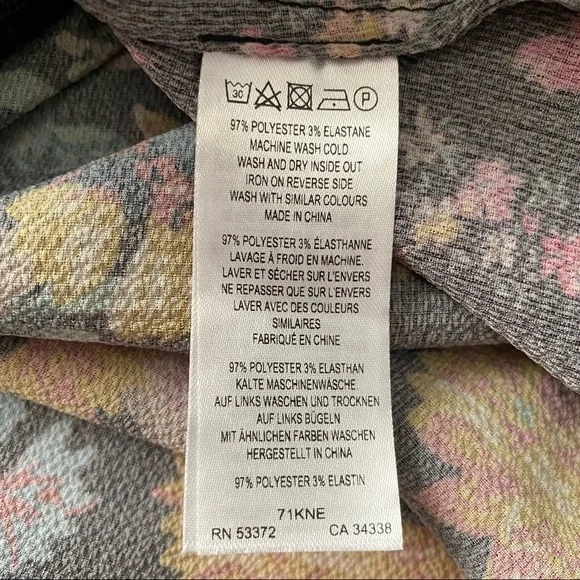 30 P
97% POLYESTER 3% ELASTANE
MACHINE WASH COLD
WASH AND DRY INSIDE OUT
IRON ON REVERSE SIDE
WASH WITH SIMILAR COLOURS
MADE IN CHINA
97% POLYESTER 3% ÉLASTHANNE
LAVAGE À FROID EN MACHINE.
LAVER ET SÉCHER SUR L'ENVERS
NE REPASSER QUE SUR L'ENVERS
LAVER AVEC DES COULEURS
SIMILAIRES
FABRIQUÉ EN CHINE
97% POLYESTER 3% ELASTHAN
KALTE MASCHINENWÄSCHE.
AUF LINKS WASCHEN UND TROCKNEN
AUF LINKS BÜGELN
MIT ÄHNLICHEN FARBEN WASCHEN
HERGESTELLT IN CHINA
97% POLYESTER 3% ELASTIN
71KNE
RN 53372 CA 34338